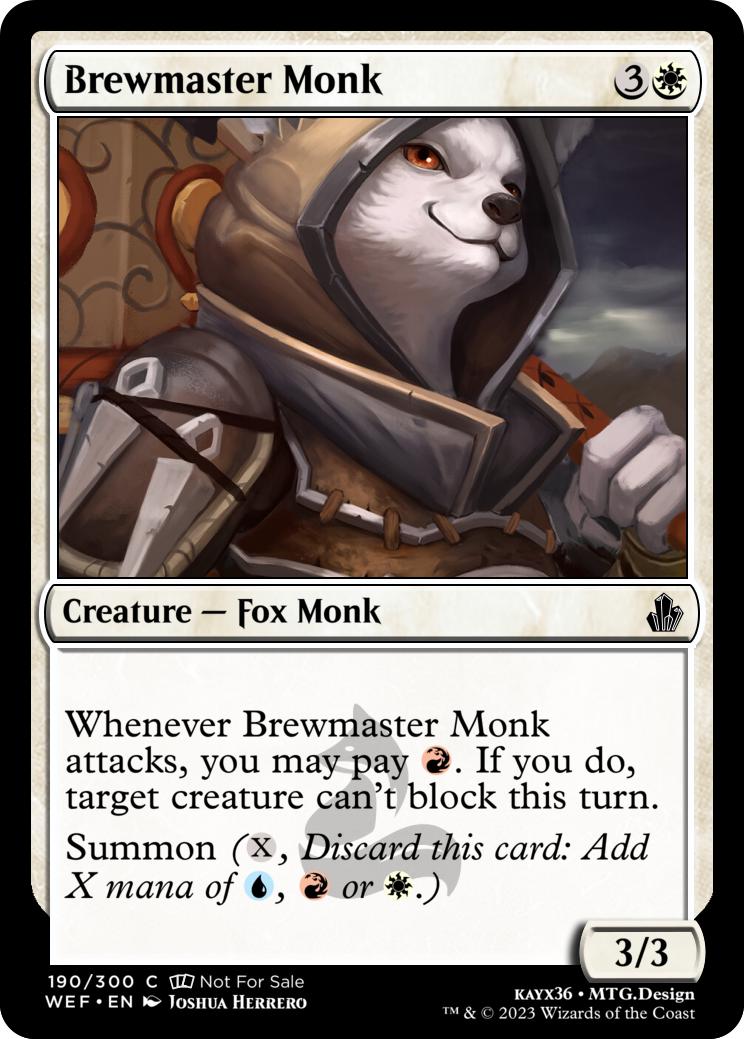 Brewmaster Monk 3
Creature — Fox Monk
Whenever Brewmaster Monk
attacks, you may pay . If you do,
target creature can't block this turn.
Summon (X, Discard this card: Add
X mana of , or .)
3/3
190/300 C Not For Sale
WEF • EN Joshua Herrero
kayx36 • MTG.Design
™ & © 2023 Wizards of the Coast